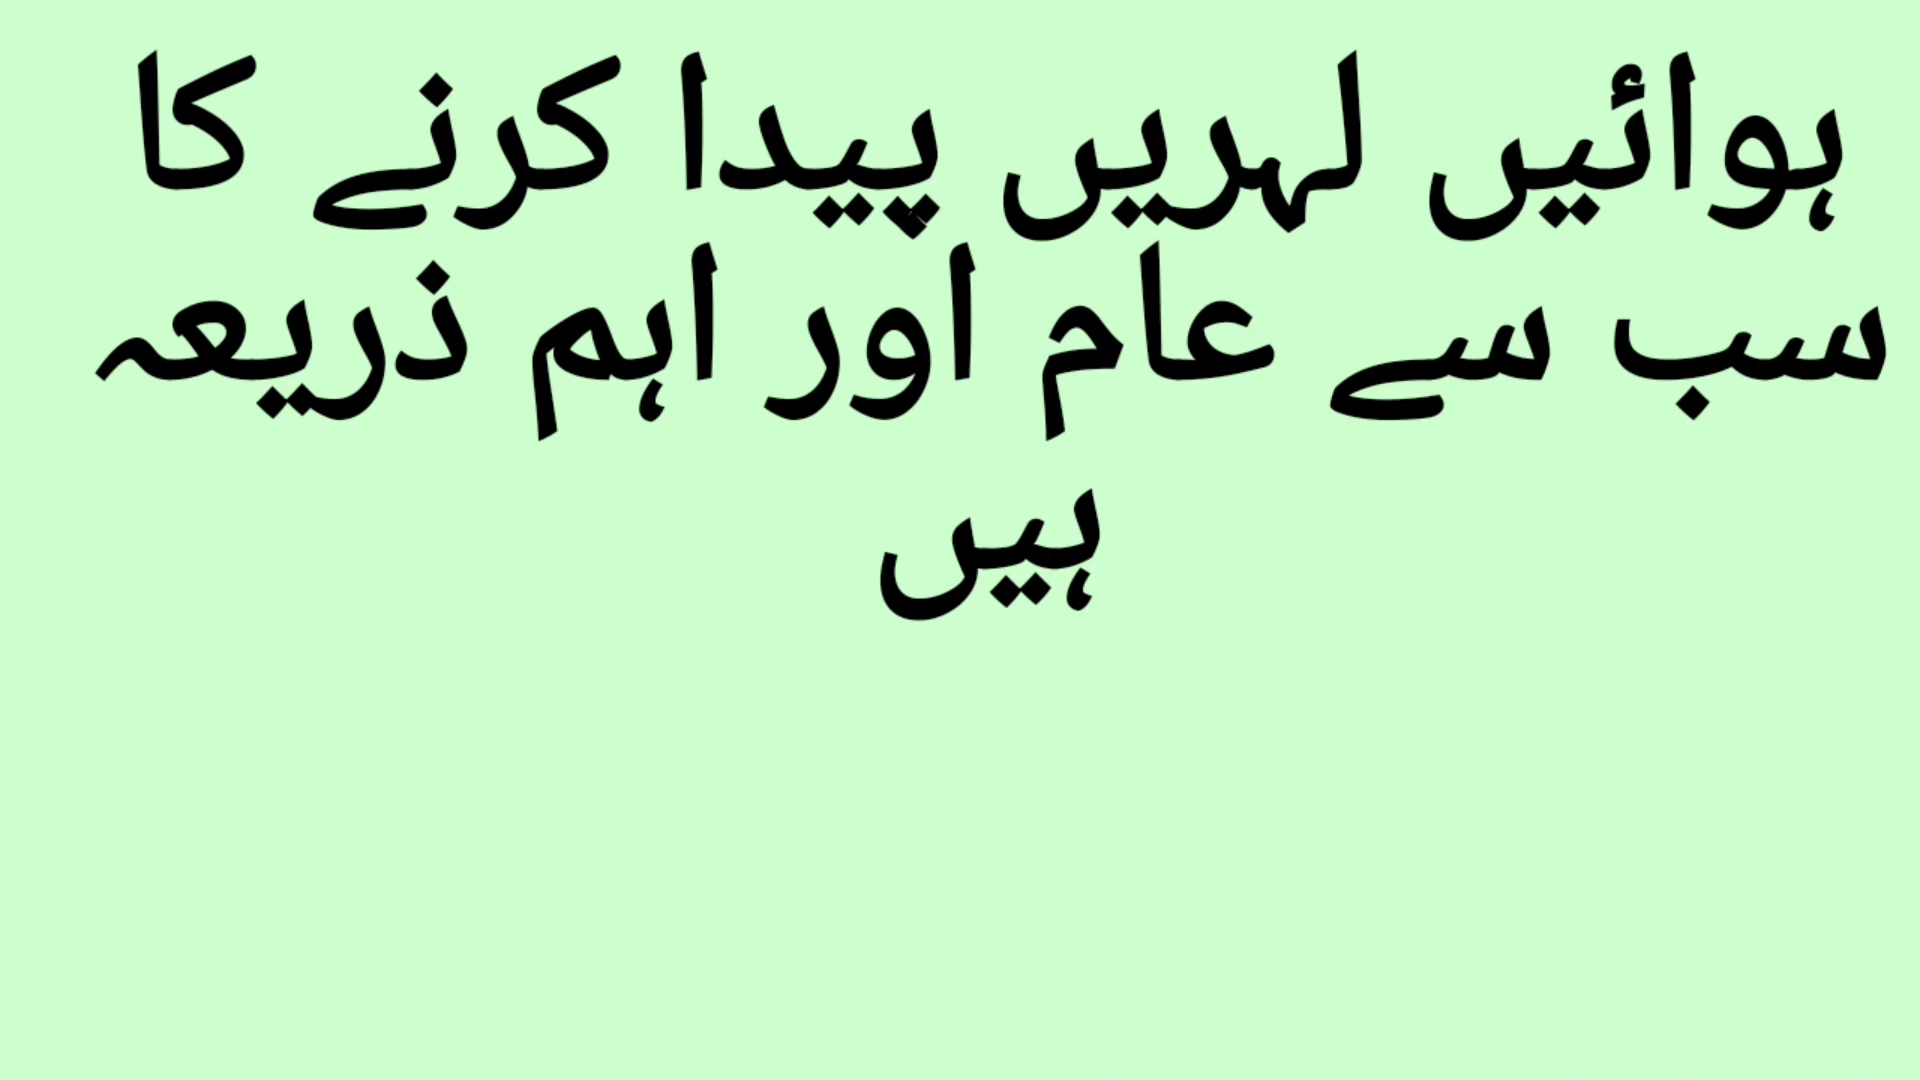 ہوائیں لہریں پیدا کرنے کا
سب سے عام اور اہم ذریعہ
ہیں